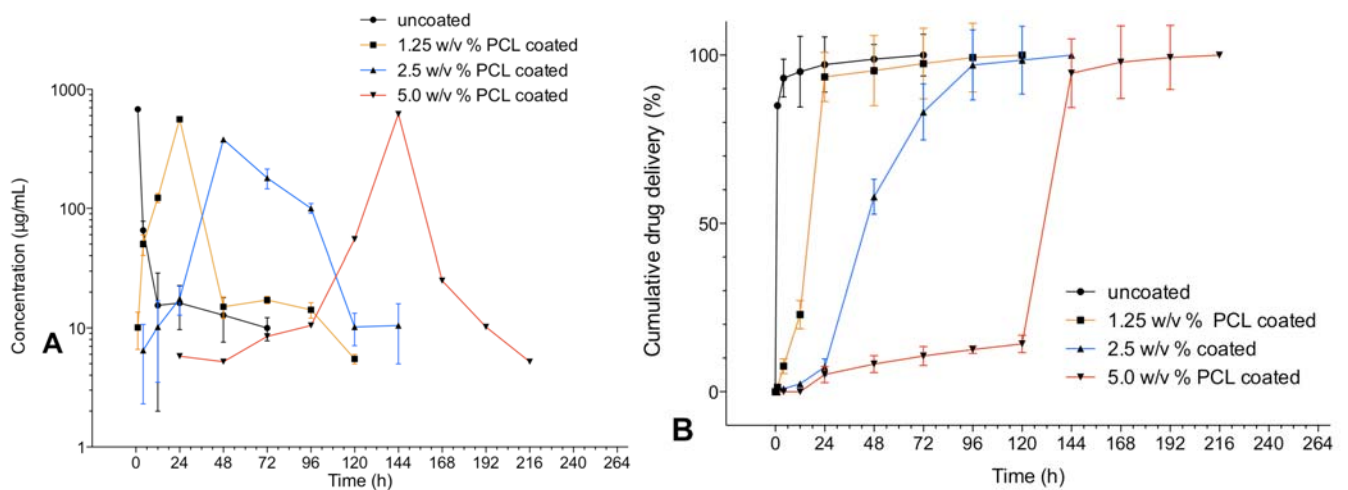 uncoated
1.25 w/v % PCL coated
2.5 w/v % PCL coated
5.0 w/v % PCL coated
Concentration (µg/mL)
1000
100
10
1
A
0 24 48 72 96 120 144 168 192 216 240 264
Time (h)
Cumulative drug delivery (%)
100
50
0
uncoated
1.25 w/v % PCL coated
2.5 w/v % coated
5.0 w/v % PCL coated
B
0 24 48 72 96 120 144 168 192 216 240 264
Time (h)